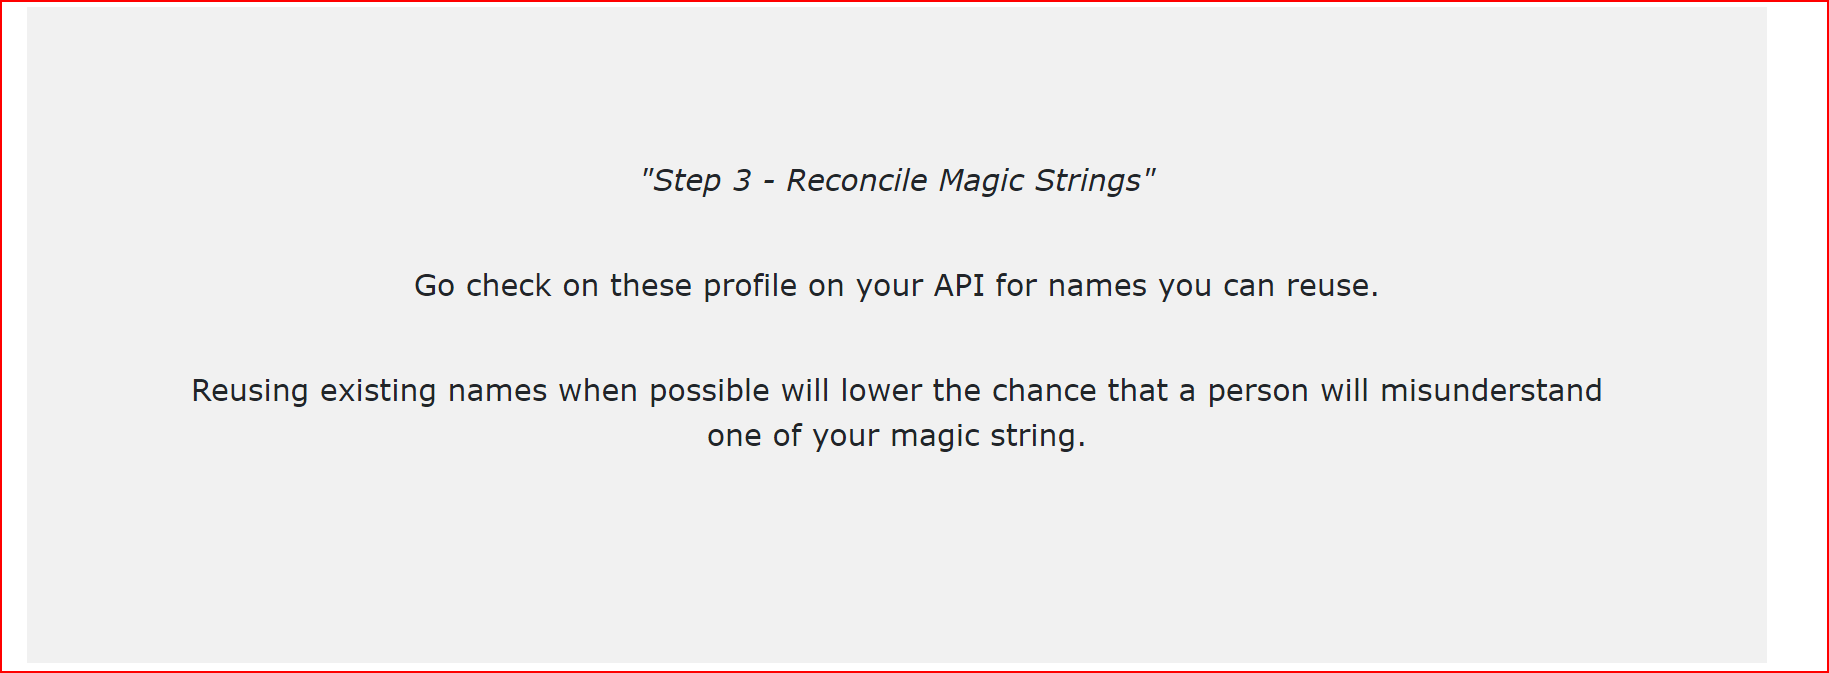 "Step 3 - Reconcile Magic Strings"
Go check on these profile on your API for names you can reuse.
Reusing existing names when possible will lower the chance that a person will misunderstand
one of your magic string.